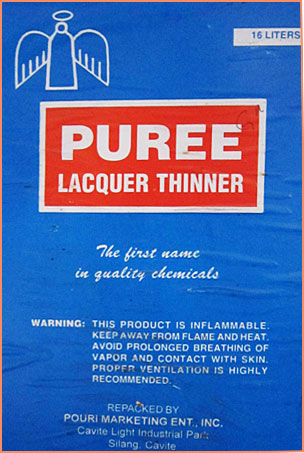 16 LITERS
PUREE
LACQUER THINNER
The first name
in quality chemicals
WARNING: THIS PRODUCT IS INFLAMMABLE.
KEEP AWAY FROM FLAME AND HEAT.
AVOID PROLONGED BREATHING OF
VAPOR AND CONTACT WITH SKIN.
PROPER VENTILATION IS HIGHLY
RECOMMENDED.
REPACKED BY
POURI MARKETING ENT., INC.
Cavite Light Industrial Park
Silang, Cavite